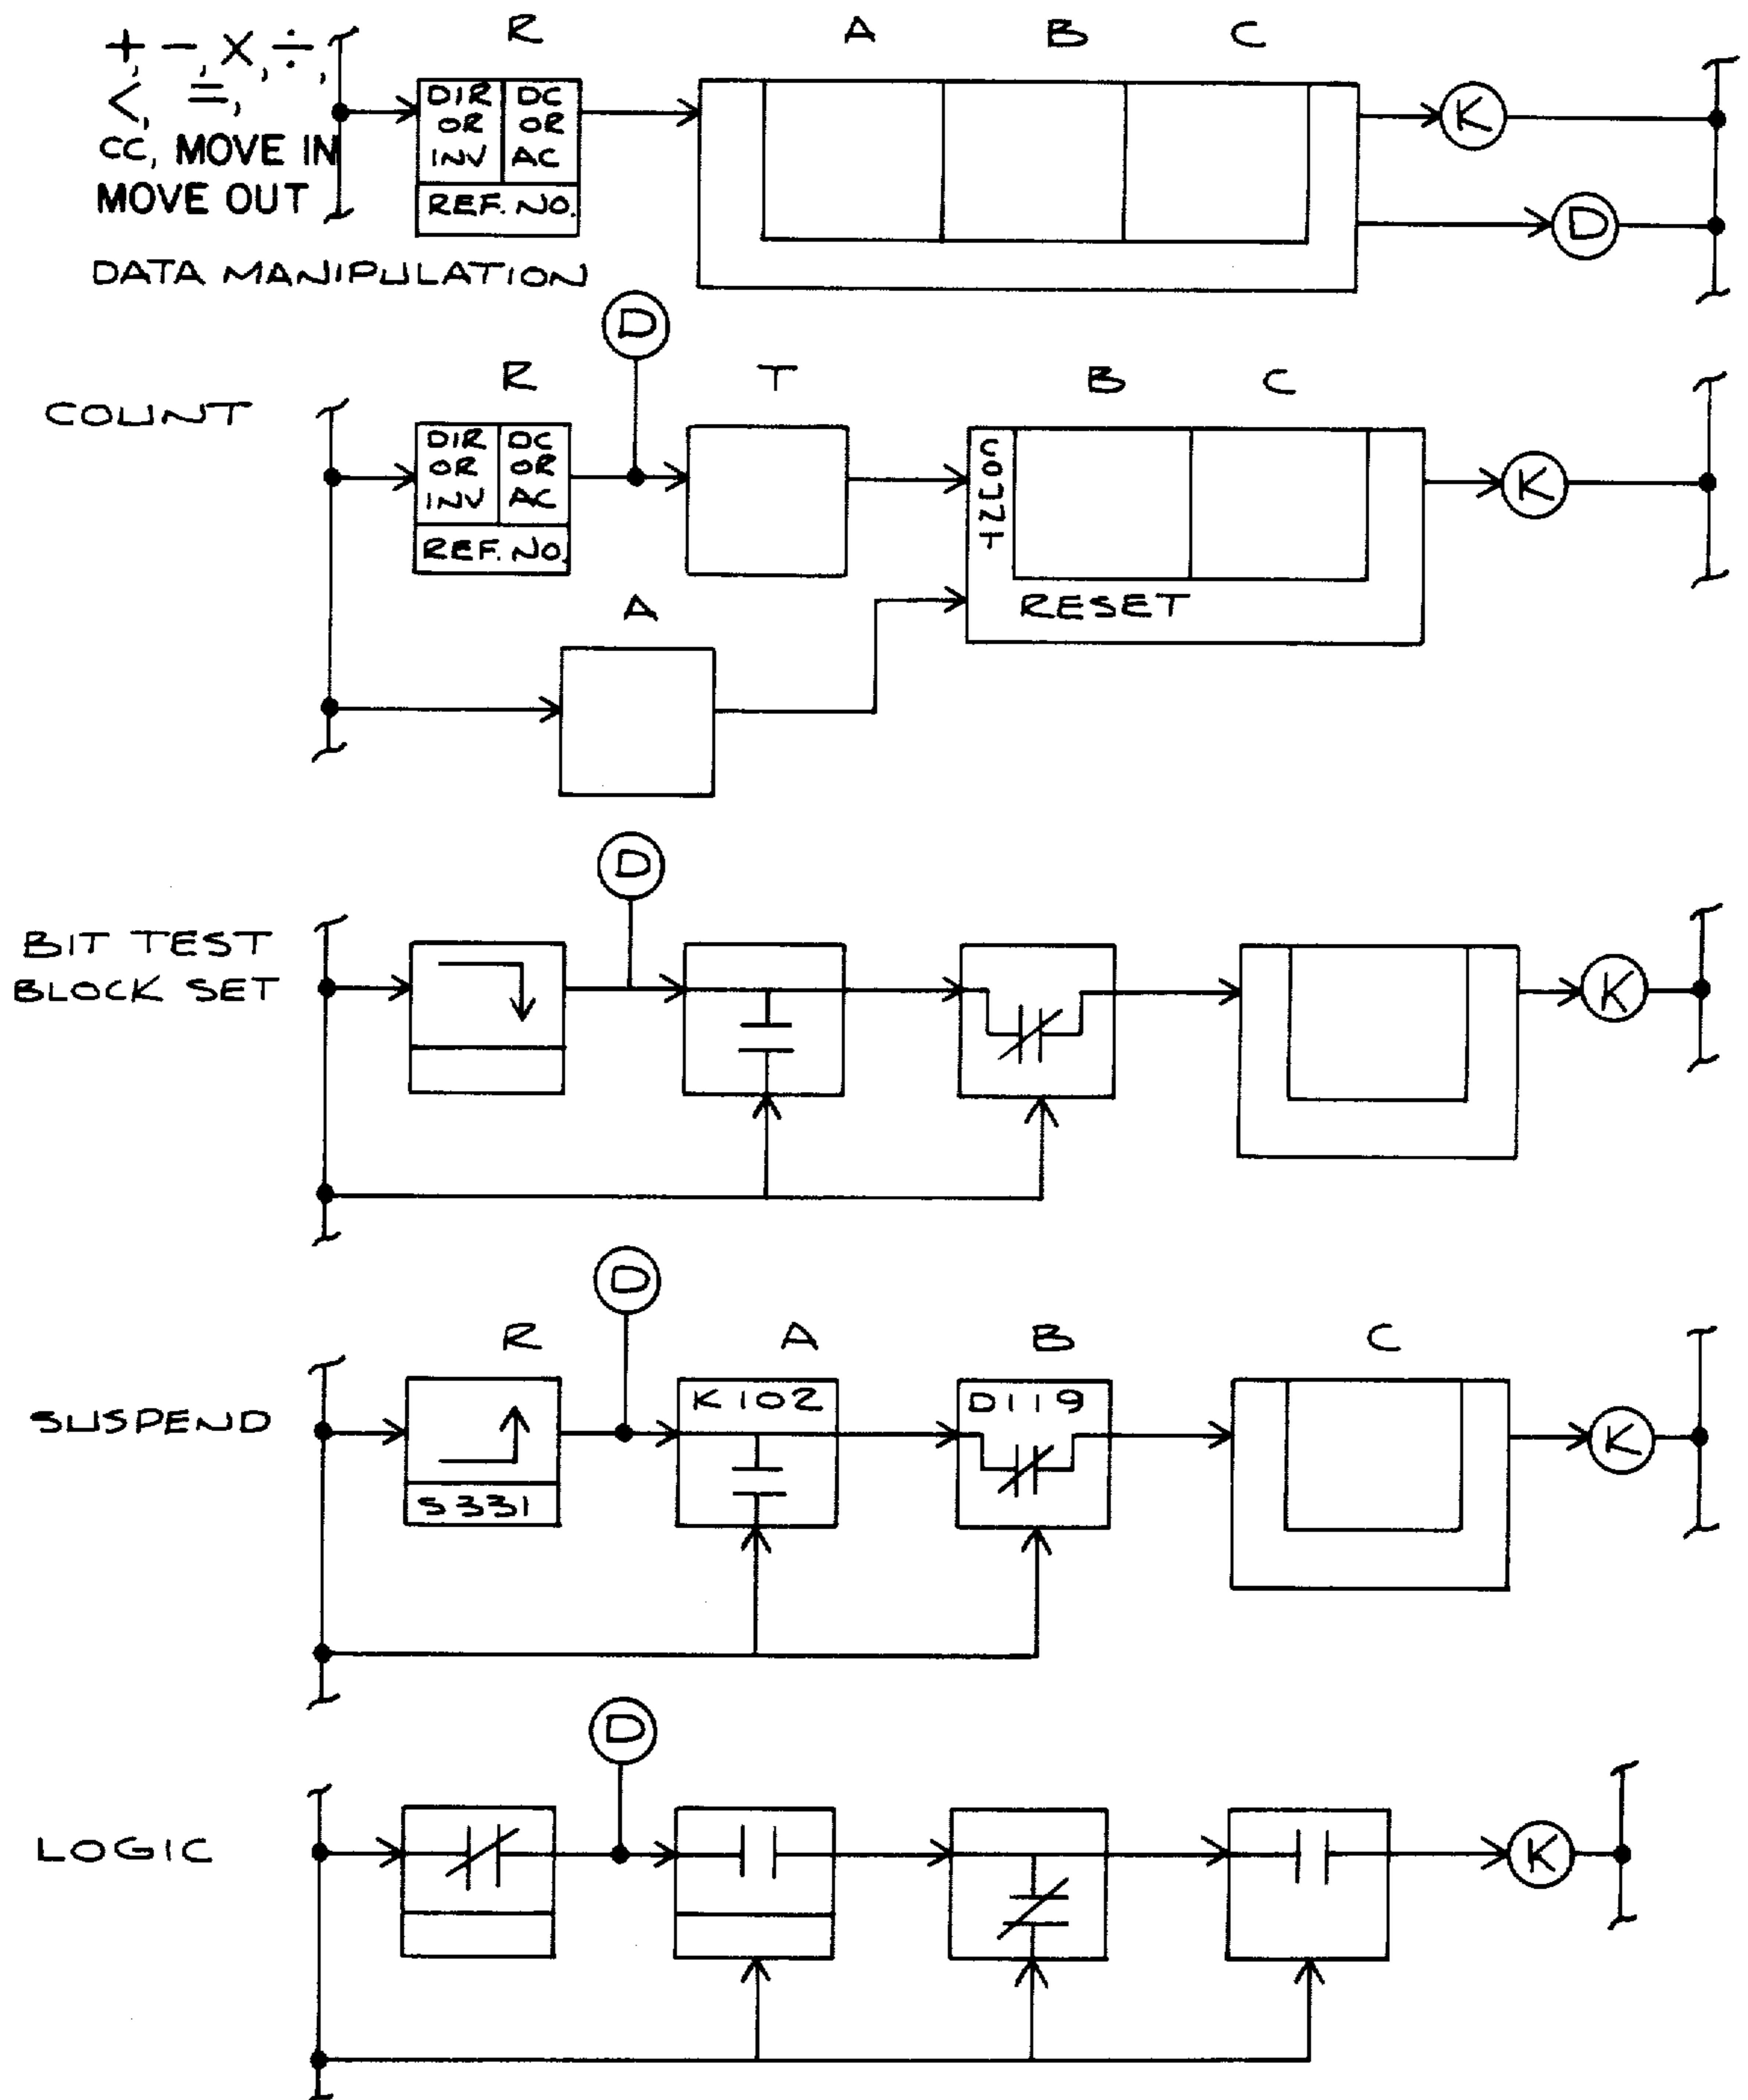 R A B C
+, -, X, ÷,
<, =,
CC, MOVE IN
MOVE OUT
DIR OR INV
DC OR AC
REF. NO.
K
D
DATA MANIPULATION
D
COUNT
R T B C
DIR OR INV
DC OR AC
REF. NO.
COUNT
K
RESET
A
D
BIT TEST
BLOCK SET
K
D
R A B C
SUSPEND
K102
D119
K
S331
D
LOGIC
K